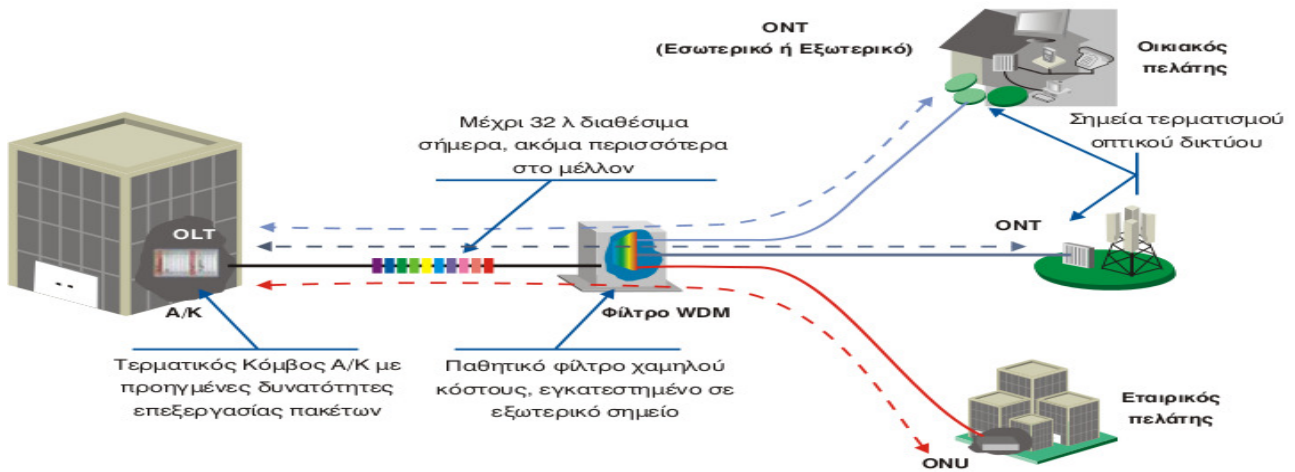 ONT
(Εσωτερικό ή Εξωτερικό)
Οικιακός
πελάτης
Μέχρι 32 λ διαθέσιμα
σήμερα, ακόμα περισσότερα
στο μέλλον
Σημεία τερματισμού
οπτικού δικτύου
OLT
ONT
Α/Κ
Φίλτρο WDM
Τερματικός Κόμβος Α/Κ με
προηγμένες δυνατότητες
επεξεργασίας πακέτων
Παθητικό φίλτρο χαμηλού
κόστους, εγκατεστημένο σε
εξωτερικό σημείο
Εταιρικός
πελάτης
ONU